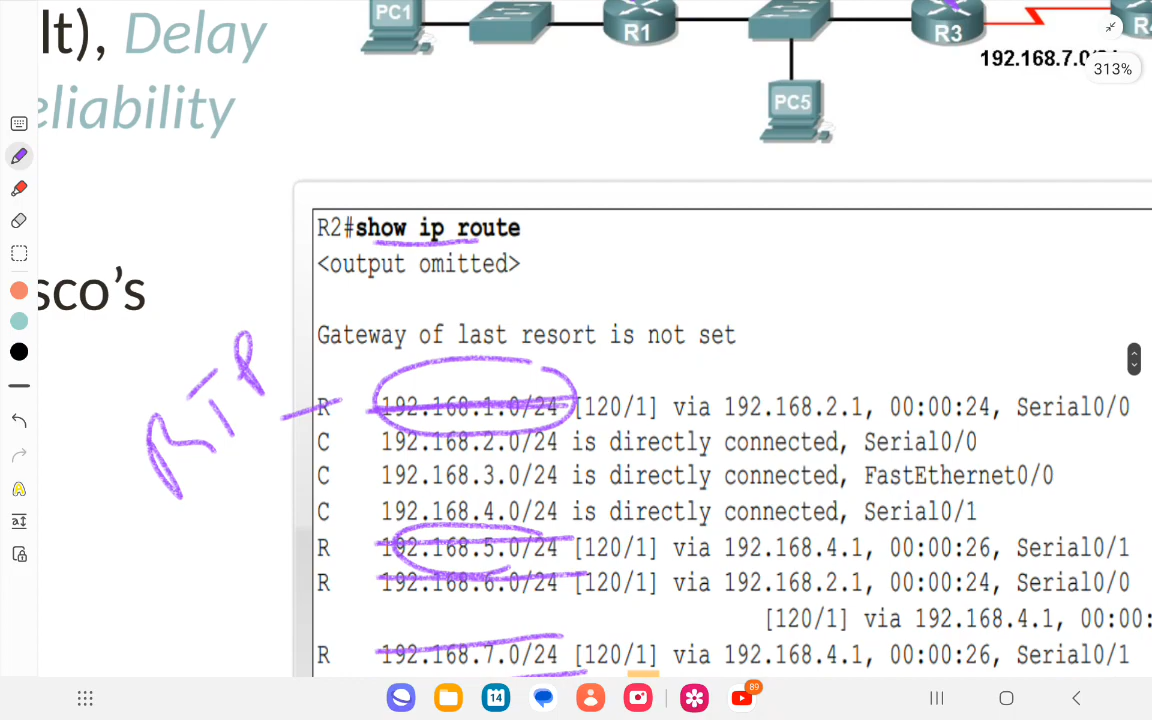 lt), Delay
eliability
sco’s
PC1
R1
R3
R4
192.168.7.0/24
313%
PC5
R2#show ip route
<output omitted>
Gateway of last resort is not set
R 192.168.1.0/24 [120/1] via 192.168.2.1, 00:00:24, Serial0/0
C 192.168.2.0/24 is directly connected, Serial0/0
C 192.168.3.0/24 is directly connected, FastEthernet0/0
C 192.168.4.0/24 is directly connected, Serial0/1
R 192.168.5.0/24 [120/1] via 192.168.4.1, 00:00:26, Serial0/1
R 192.168.6.0/24 [120/1] via 192.168.2.1, 00:00:24, Serial0/0
[120/1] via 192.168.4.1, 00:00:
R 192.168.7.0/24 [120/1] via 192.168.4.1, 00:00:26, Serial0/1
RTP
14
89